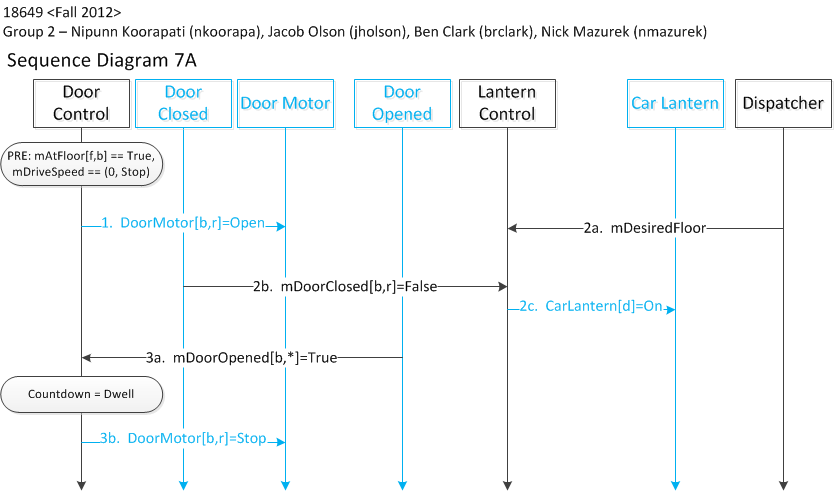 18649 <Fall 2012>
Group 2 – Nipunn Koorapati (nkoorapa), Jacob Olson (jholson), Ben Clark (brclark), Nick Mazurek (nmazurek)
Sequence Diagram 7A
Door
Control
Door
Closed
Door Motor
Door
Opened
Lantern
Control
Car Lantern
Dispatcher
PRE: mAtFloor[f,b] == True,
mDriveSpeed == (0, Stop)
1. DoorMotor[b,r]=Open
2a. mDesiredFloor
2b. mDoorClosed[b,r]=False
2c. CarLantern[d]=On
3a. mDoorOpened[b,*]=True
Countdown = Dwell
3b. DoorMotor[b,r]=Stop